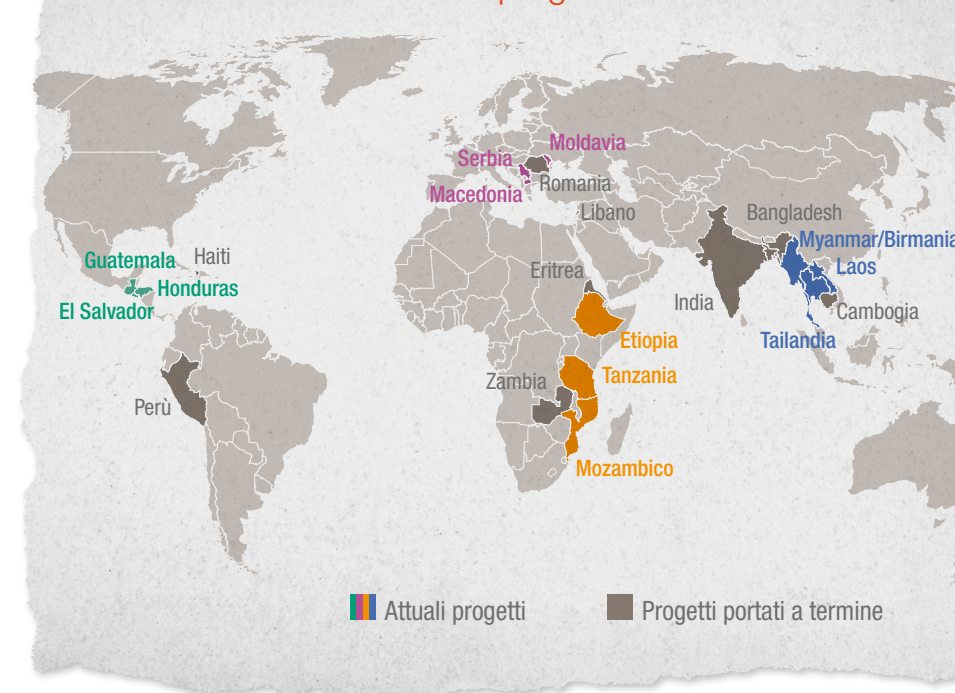 Moldavia
Serbia
Macedonia
Romania
Libano
Bangladesh
Myanmar/Birmania
Laos
Guatemala
Haiti
Honduras
El Salvador
Eritrea
India
Cambogia
Etiopia
Tailandia
Zambia
Tanzania
Perù
Mozambico
Attuali progetti
Progetti portati a termine